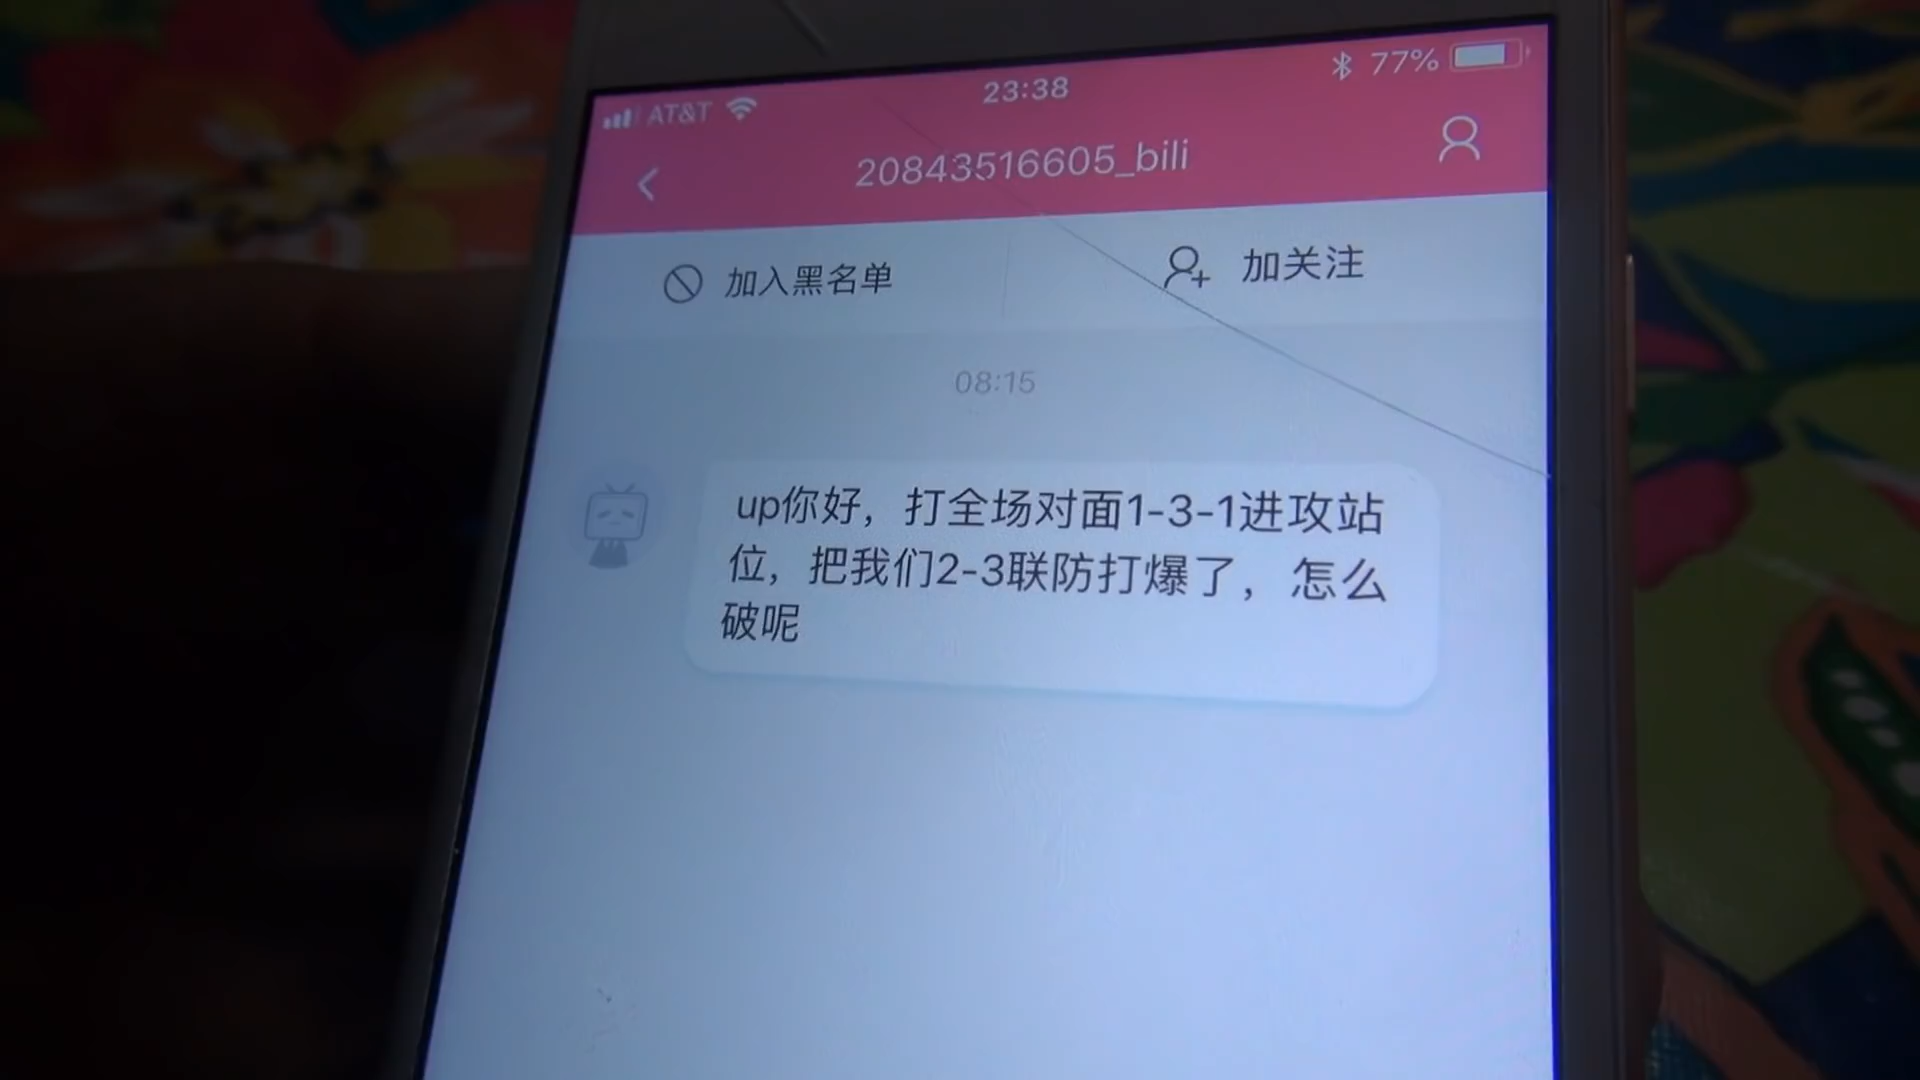 AT&T 23:38 77%
20843516605_bili
加入黑名单 加关注
08:15
up你好，打全场对面1-3-1进攻站
位，把我们2-3联防打爆了，怎么
破呢